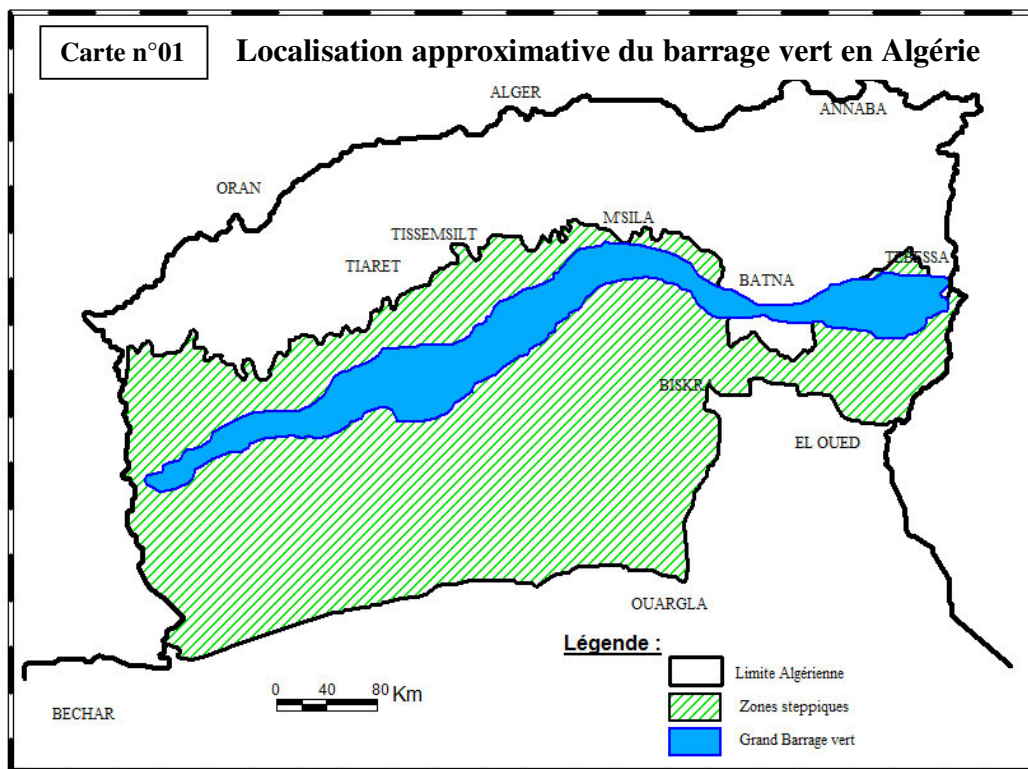 Carte n°01
Localisation approximative du barrage vert en Algérie
ALGER
ANNABA
ORAN
M'SILA
TISSEMSILT
TEBESSA
TIARET
BATNA
BISKRA
EL OUED
OUARGLA
Légende :
Limite Algérienne
0 40 80 Km
Zones steppiques
BECHAR
Grand Barrage vert